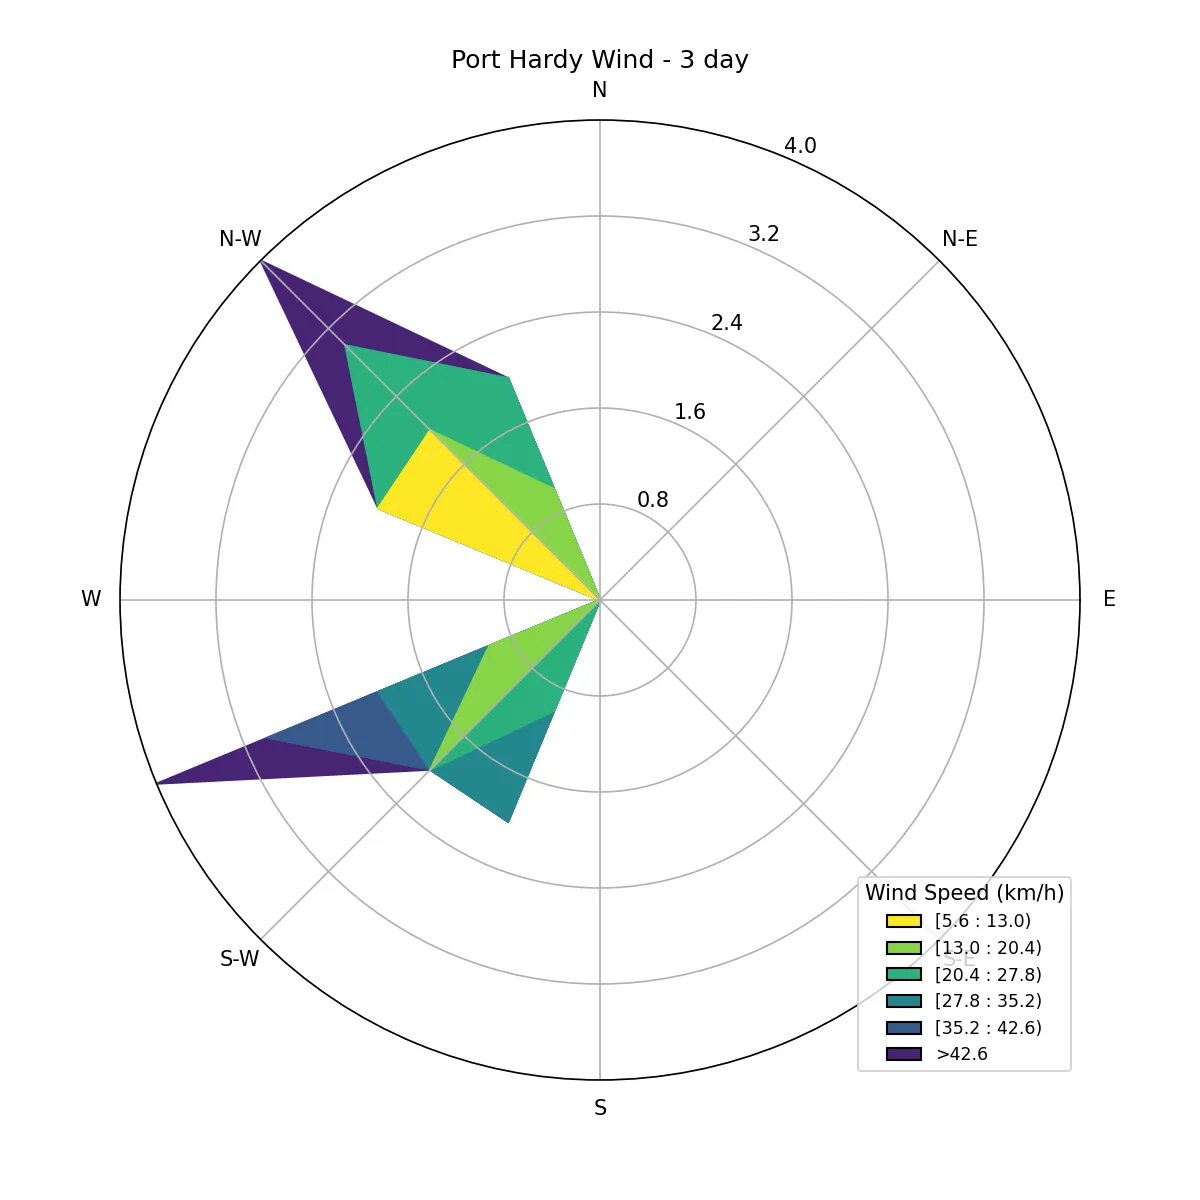 Port Hardy Wind - 3 day
N
4.0
3.2
N-W
N-E
2.4
1.6
0.8
W
E
S-W
S-E
Wind Speed (km/h)
[5.6 : 13.0)
[13.0 : 20.4)
[20.4 : 27.8)
[27.8 : 35.2)
[35.2 : 42.6)
>42.6
S